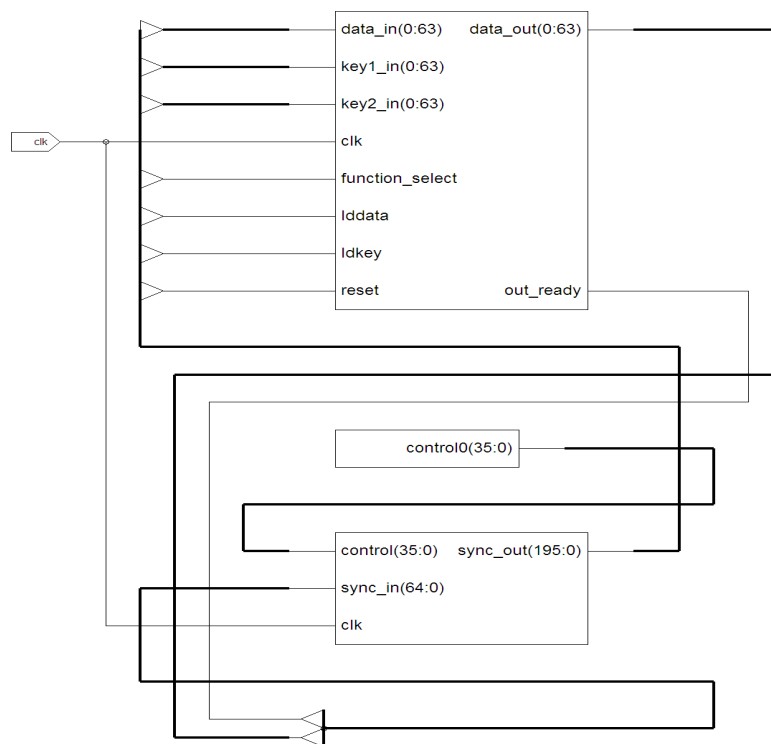 data_in(0:63) data_out(0:63)
key1_in(0:63)
key2_in(0:63)
clk clk
function_select
lddata
ldkey
reset out_ready
control0(35:0)
control(35:0) sync_out(195:0)
sync_in(64:0)
clk